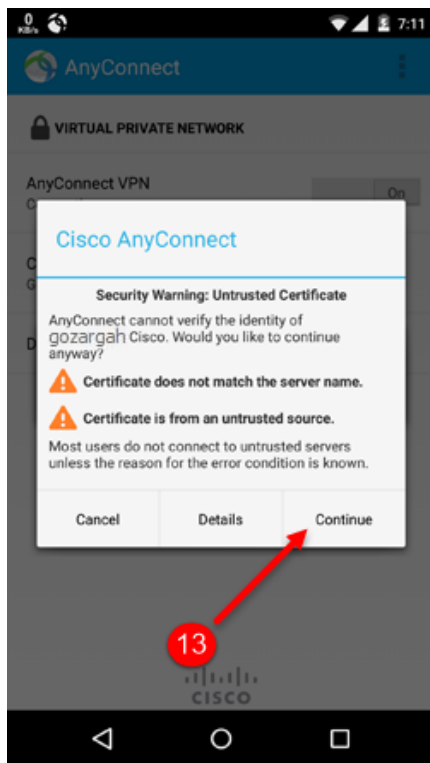 0
KB/s
7:11
AnyConnect
VIRTUAL PRIVATE NETWORK
AnyConnect VPN
On
C
Cisco AnyConnect
C
G
Security Warning: Untrusted Certificate
AnyConnect cannot verify the identity of
gozargah Cisco. Would you like to continue
anyway?
D
Certificate does not match the server name.
Certificate is from an untrusted source.
Most users do not connect to untrusted servers
unless the reason for the error condition is known.
Cancel Details Continue
13
CISCO